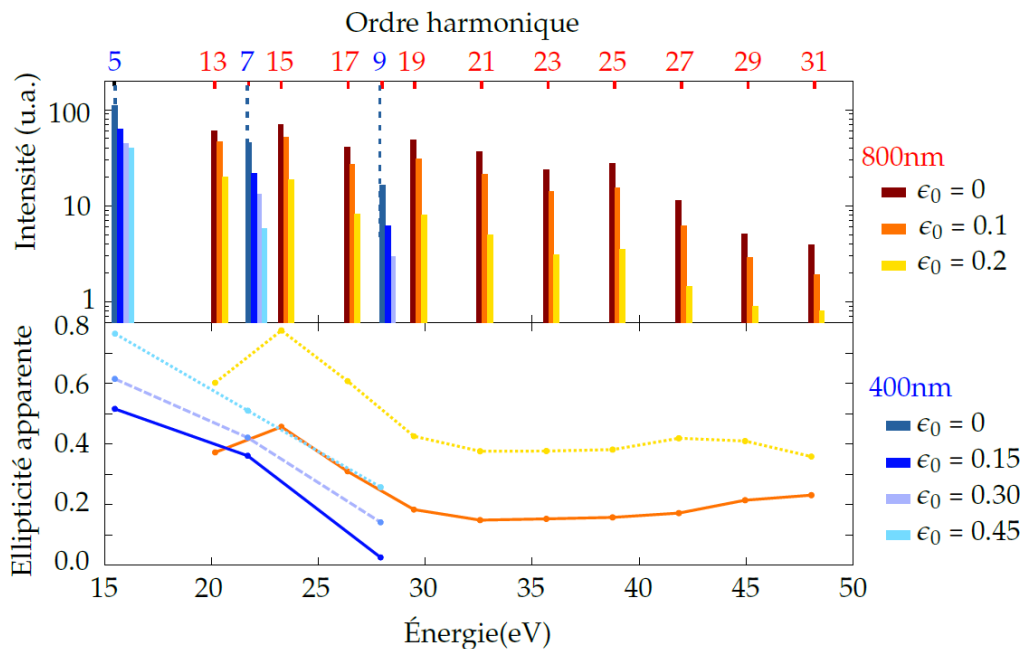 Ordre harmonique
5 13 7 15 17 9 19 21 23 25 27 29 31
Intensité (u.a.)
100
10
1
800nm
ϵ0 = 0
ϵ0 = 0.1
ϵ0 = 0.2
Ellipticité apparente
0.8
0.6
0.4
0.2
0.0
400nm
ϵ0 = 0
ϵ0 = 0.15
ϵ0 = 0.30
ϵ0 = 0.45
15 20 25 30 35 40 45 50
Énergie(eV)